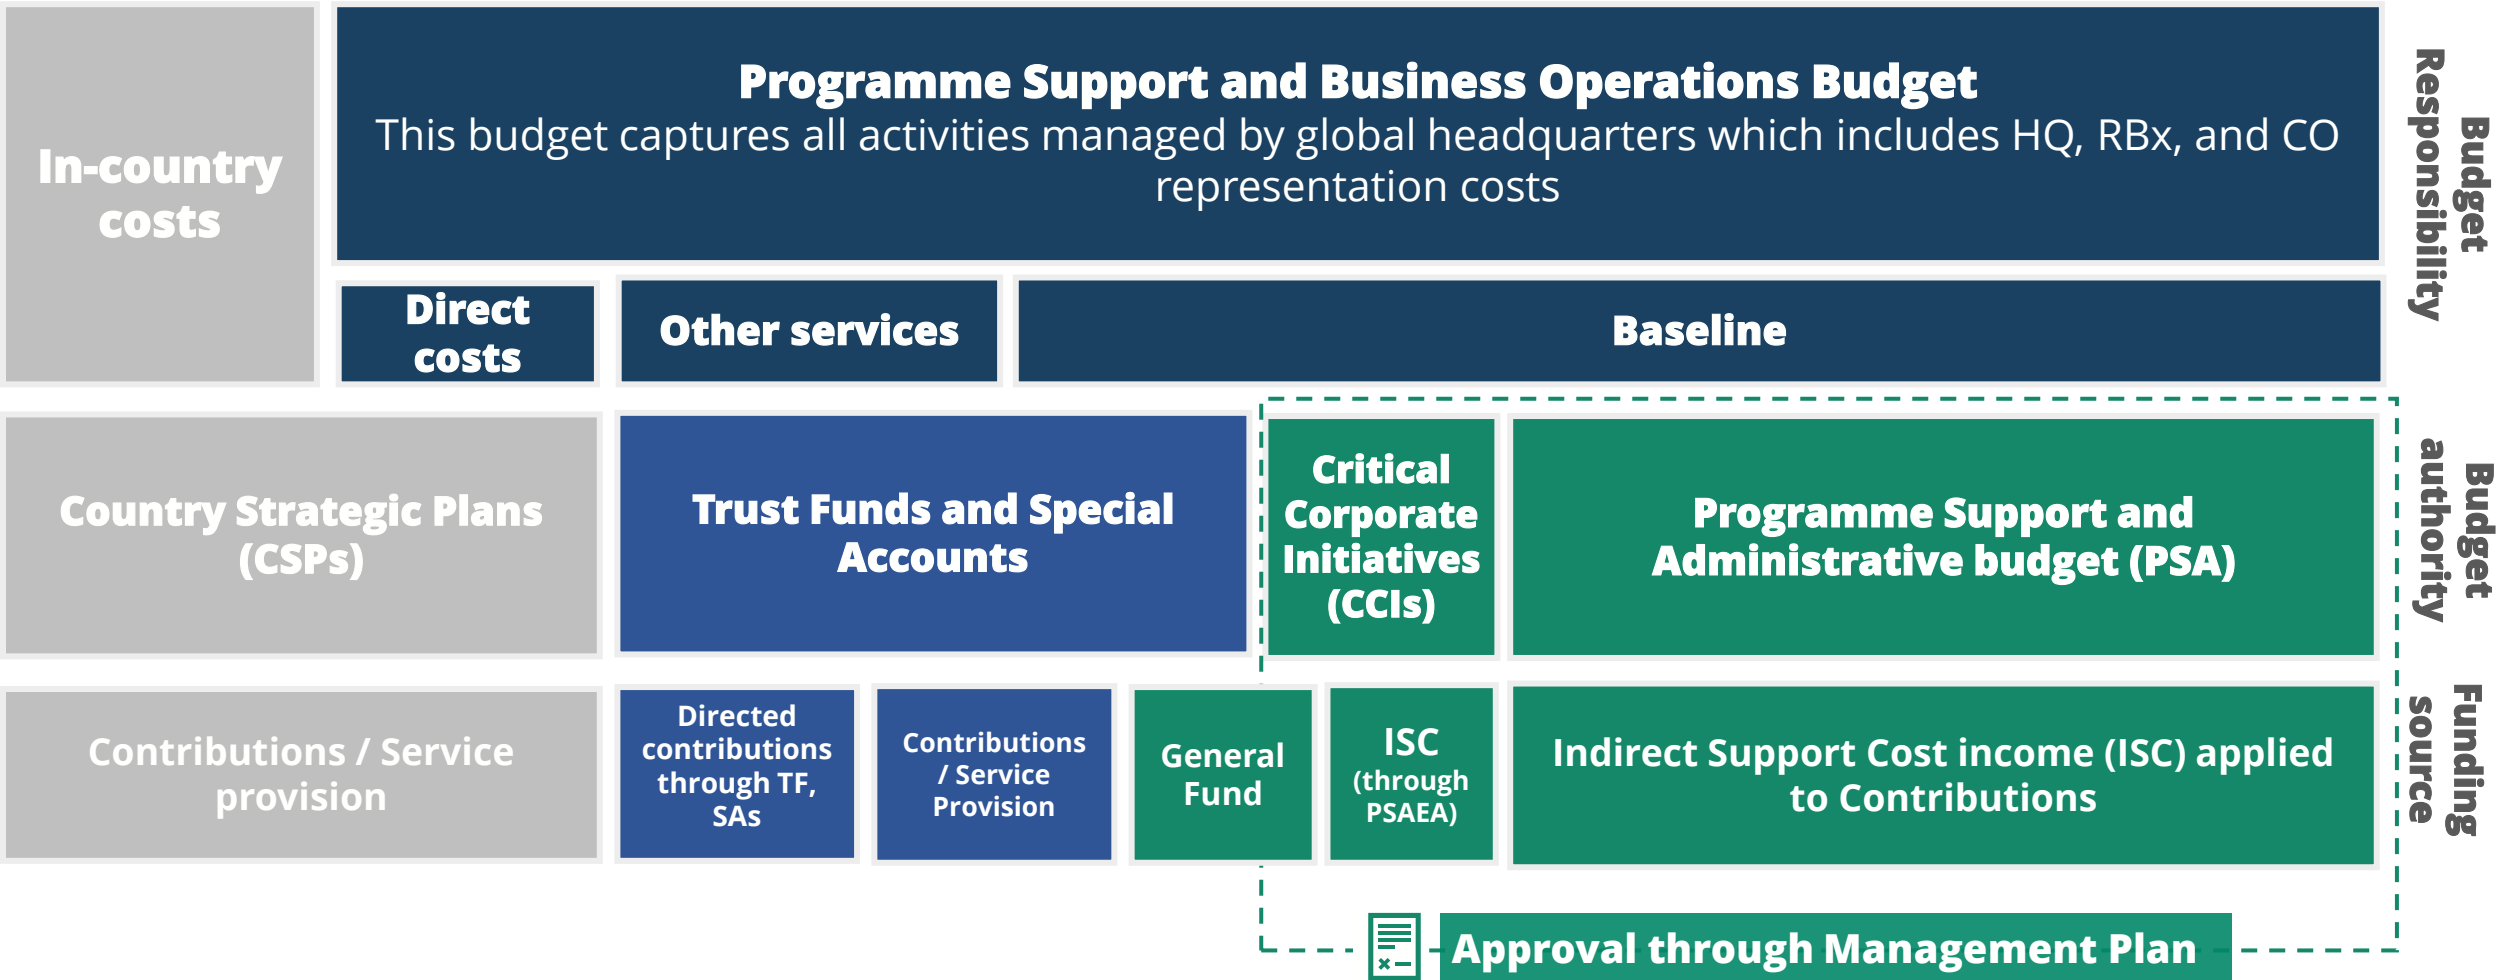 In-country
costs
Programme Support and Business Operations Budget
This budget captures all activities managed by global headquarters which includes HQ, RBx, and CO
representation costs
Budget
Responsibility
Direct
costs
Other services
Baseline
Country Strategic Plans
(CSPs)
Trust Funds and Special
Accounts
Critical
Corporate
Initiatives
(CCIs)
Programme Support and
Administrative budget (PSA)
Budget
authority
Contributions / Service
provision
Directed
contributions
through TF,
SAs
Contributions
/ Service
Provision
General
Fund
ISC
(through
PSAEA)
Indirect Support Cost income (ISC) applied
to Contributions
Funding
source
Approval through Management Plan